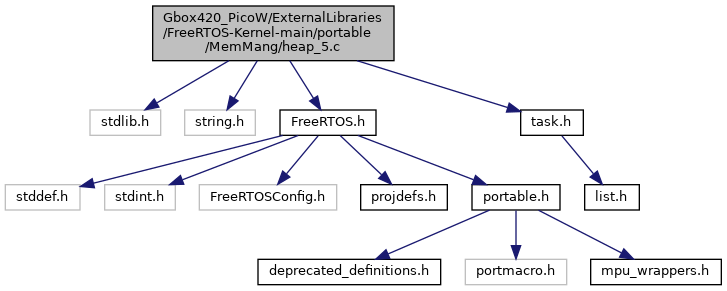 Gbox420_PicoW/ExternalLibraries
/FreeRTOS-Kernel-main/portable
/MemMang/heap_5.c
stdlib.h
string.h
FreeRTOS.h
task.h
stddef.h
stdint.h
FreeRTOSConfig.h
projdefs.h
portable.h
list.h
deprecated_definitions.h
portmacro.h
mpu_wrappers.h